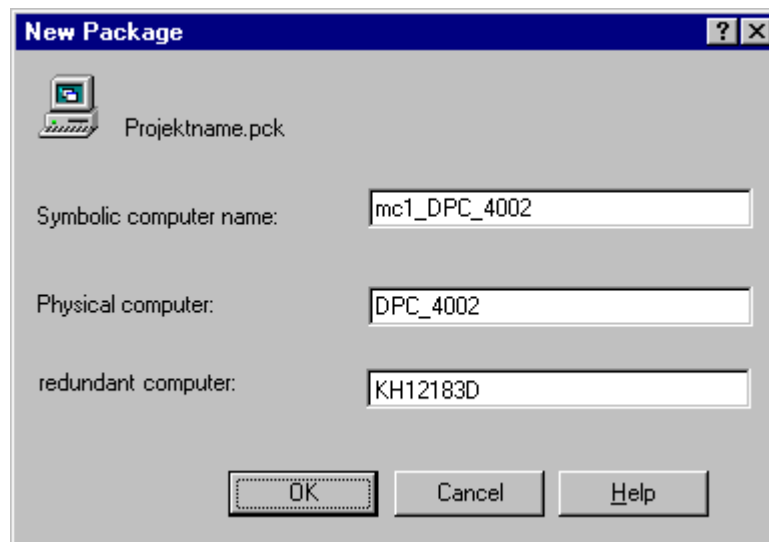 New Package
Projektname.pck
Symbolic computer name:
mc1_DPC_4002
Physical computer:
DPC_4002
redundant computer:
KH12183D
OK
Cancel
Help